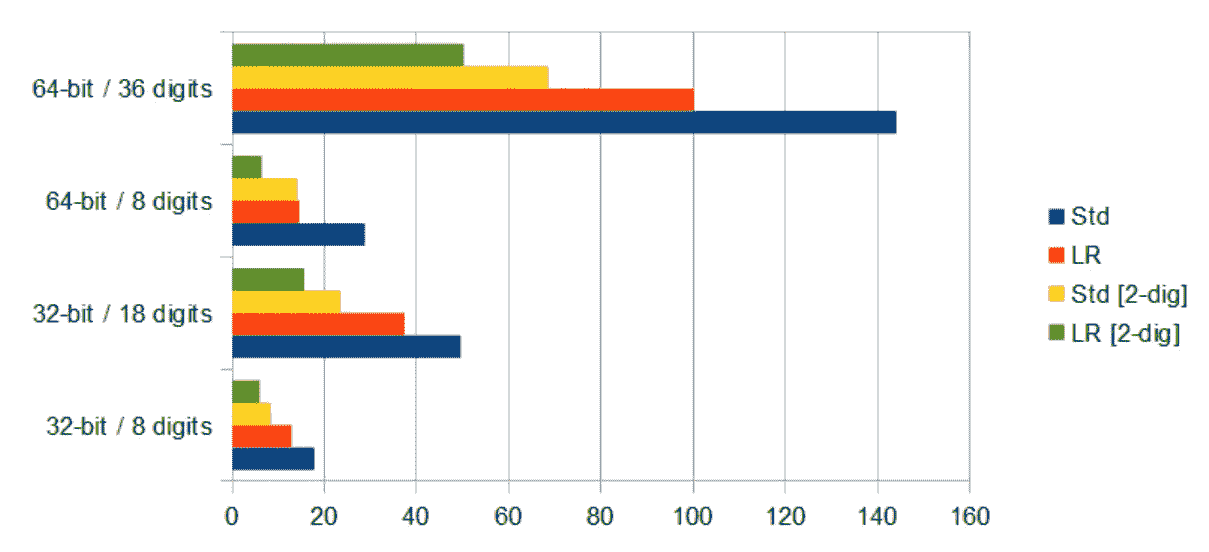 64-bit / 36 digits
64-bit / 8 digits
32-bit / 18 digits
32-bit / 8 digits
0 20 40 60 80 100 120 140 160
Std
LR
Std [2-dig]
LR [2-dig]